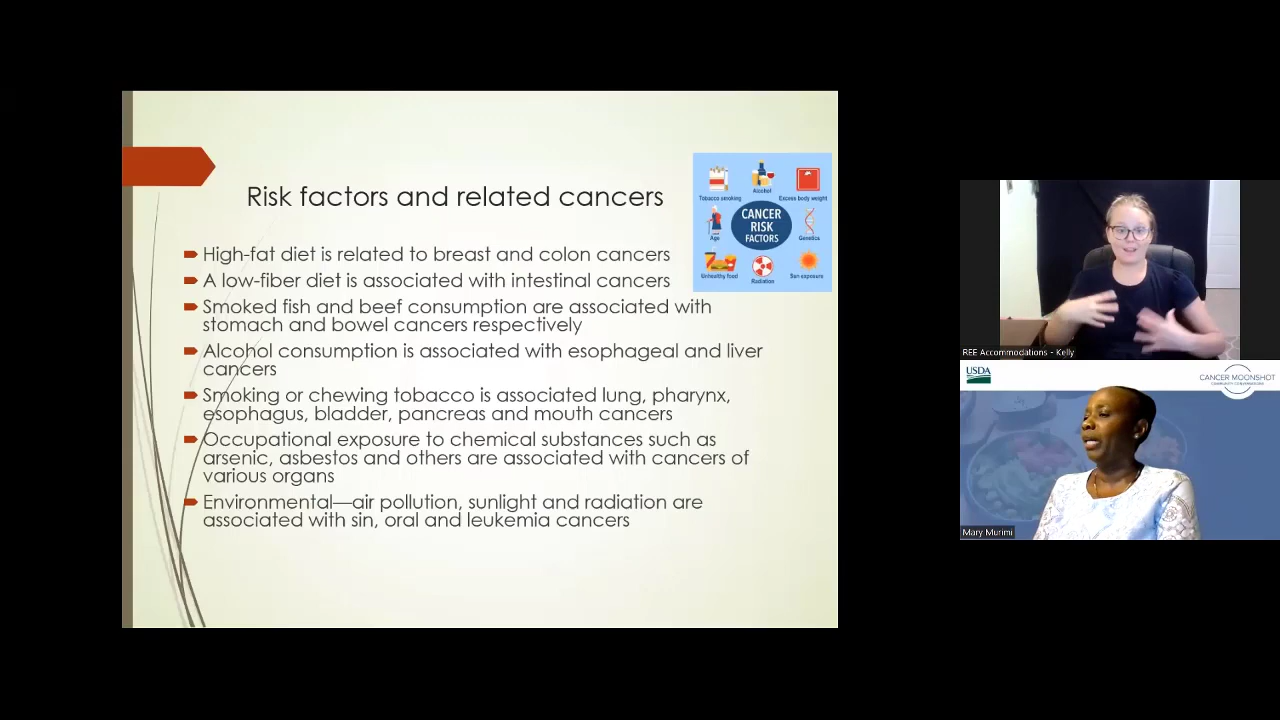 Risk factors and related cancers
High-fat diet is related to breast and colon cancers
A low-fiber diet is associated with intestinal cancers
Smoked fish and beef consumption are associated with
stomach and bowel cancers respectively
Alcohol consumption is associated with esophageal and liver
cancers
Smoking or chewing tobacco is associated lung, pharynx,
esophagus, bladder, pancreas and mouth cancers
Occupational exposure to chemical substances such as
arsenic, asbestos and others are associated with cancers of
various organs
Environmental—air pollution, sunlight and radiation are
associated with sin, oral and leukemia cancers
Tobacco smoking
Alcohol
Excess body weight
Age
CANCER
RISK
FACTORS
Genetics
Unhealthy food
Radiation
Sun exposure
REE Accommodations - Kelly
USDA
CANCER MOONSHOT
COMMUNITY CONVERSATIONS
Mary Murimi